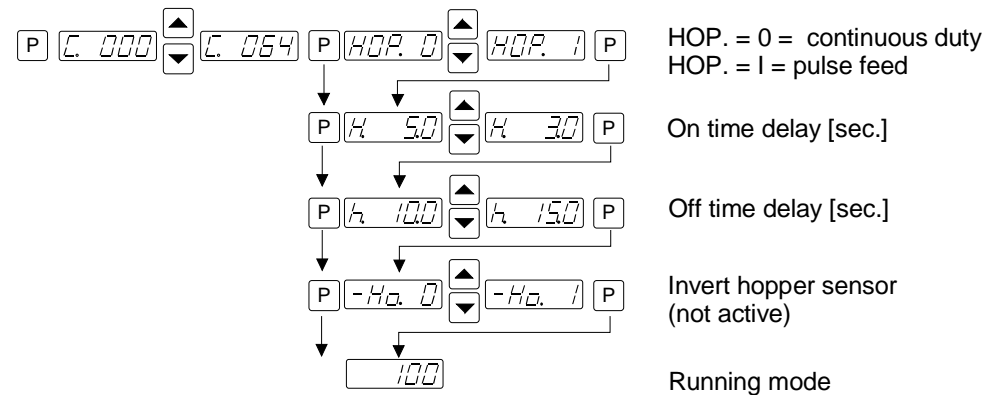 P C. 000 C. 064 P HOP. 0 HOP. 1 P
HOP. = 0 = continuous duty
HOP. = I = pulse feed
P H. 5.0 H. 3.0 P On time delay [sec.]
P h. 10.0 h. 15.0 P Off time delay [sec.]
P -Ho. 0 -Ho. 1 P
Invert hopper sensor
(not active)
100 Running mode